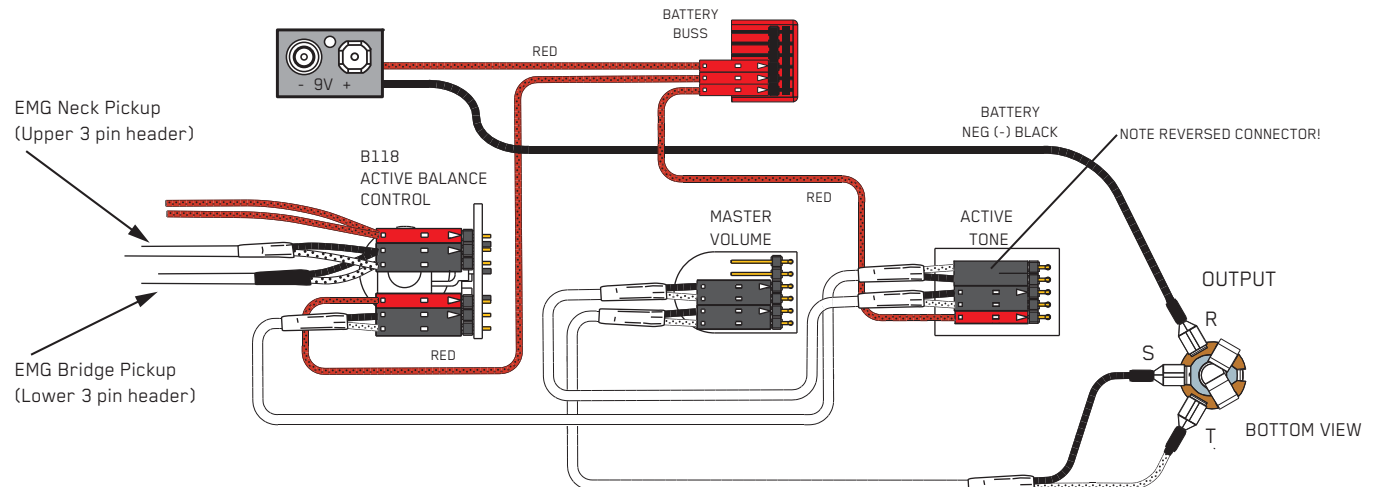 BATTERY
BUSS
RED
- 9V +
EMG Neck Pickup
(Upper 3 pin header)
BATTERY
NEG (-) BLACK
NOTE REVERSED CONNECTOR!
B118
ACTIVE BALANCE
CONTROL
RED
MASTER
VOLUME
ACTIVE
TONE
OUTPUT
R
S
RED
EMG Bridge Pickup
(Lower 3 pin header)
T.
BOTTOM VIEW